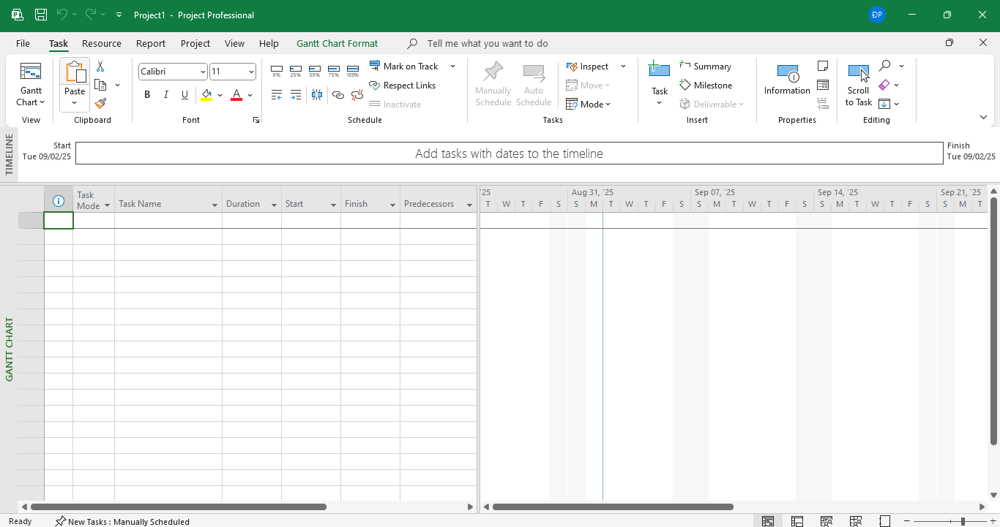 Project1 - Project Professional
ĐP
File Task Resource Report Project View Help Gantt Chart Format Tell me what you want to do
Gantt Chart
View
Paste
Clipboard
Calibri 11
B I U A
Font
0% 25% 50% 75% 100%
Mark on Track
Respect Links
Inactivate
Schedule
Manually Schedule
Auto Schedule
Inspect
Move
Mode
Tasks
Task
Summary
Milestone
Deliverable
Insert
Information
Properties
Scroll to Task
Editing
TIMELINE
Start
Tue 09/02/25
Add tasks with dates to the timeline
Finish
Tue 09/02/25
GANTT CHART
Task Mode Task Name Duration Start Finish Predecessors
'25 Aug 31, '25 Sep 07, '25 Sep 14, '25 Sep 21, '25
T W T F S S M T W T F S S M T W T F S S M T W T F S S M T
Ready New Tasks : Manually Scheduled